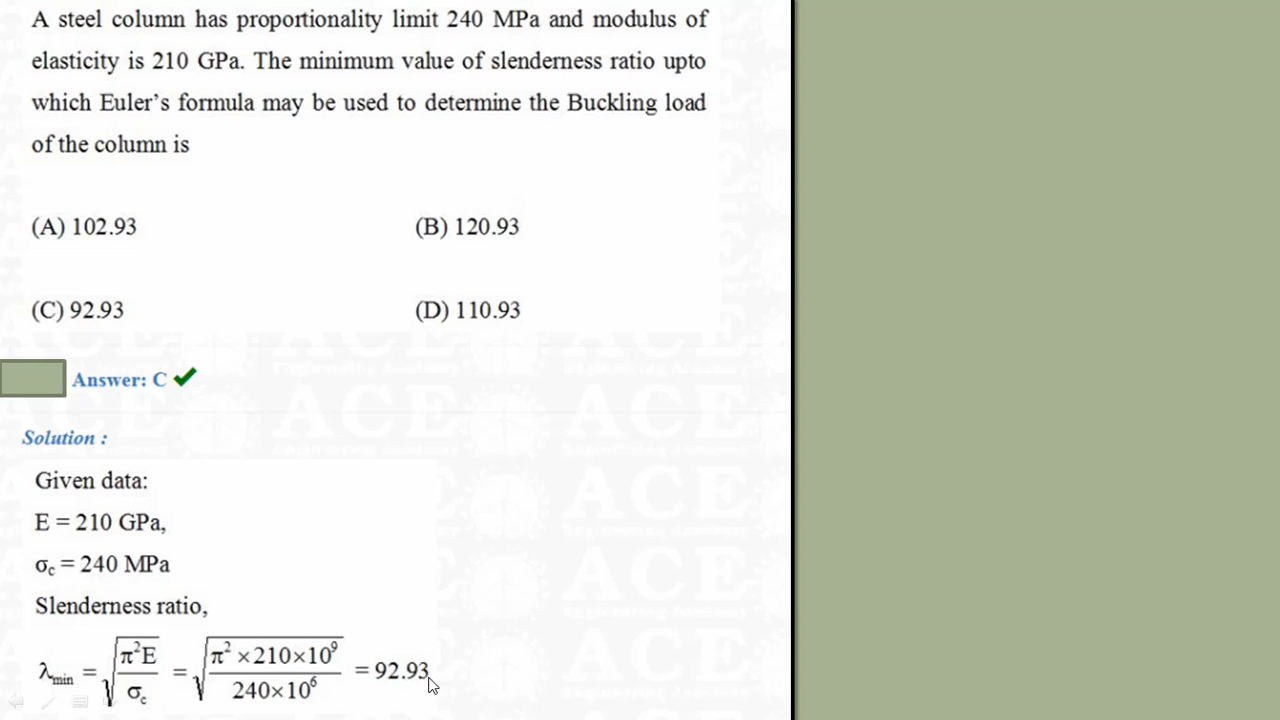 A steel column has proportionality limit 240 MPa and modulus of
elasticity is 210 GPa. The minimum value of slenderness ratio upto
which Euler's formula may be used to determine the Buckling load
of the column is
(A) 102.93 (B) 120.93
(C) 92.93 (D) 110.93
Answer: C
Solution :
Given data:
E = 210 GPa,
σc = 240 MPa
Slenderness ratio,
λmin = √(π²E/σc) = √(π² ×210×10⁹/240×10⁶) = 92.93
ACE
Engineering Academy